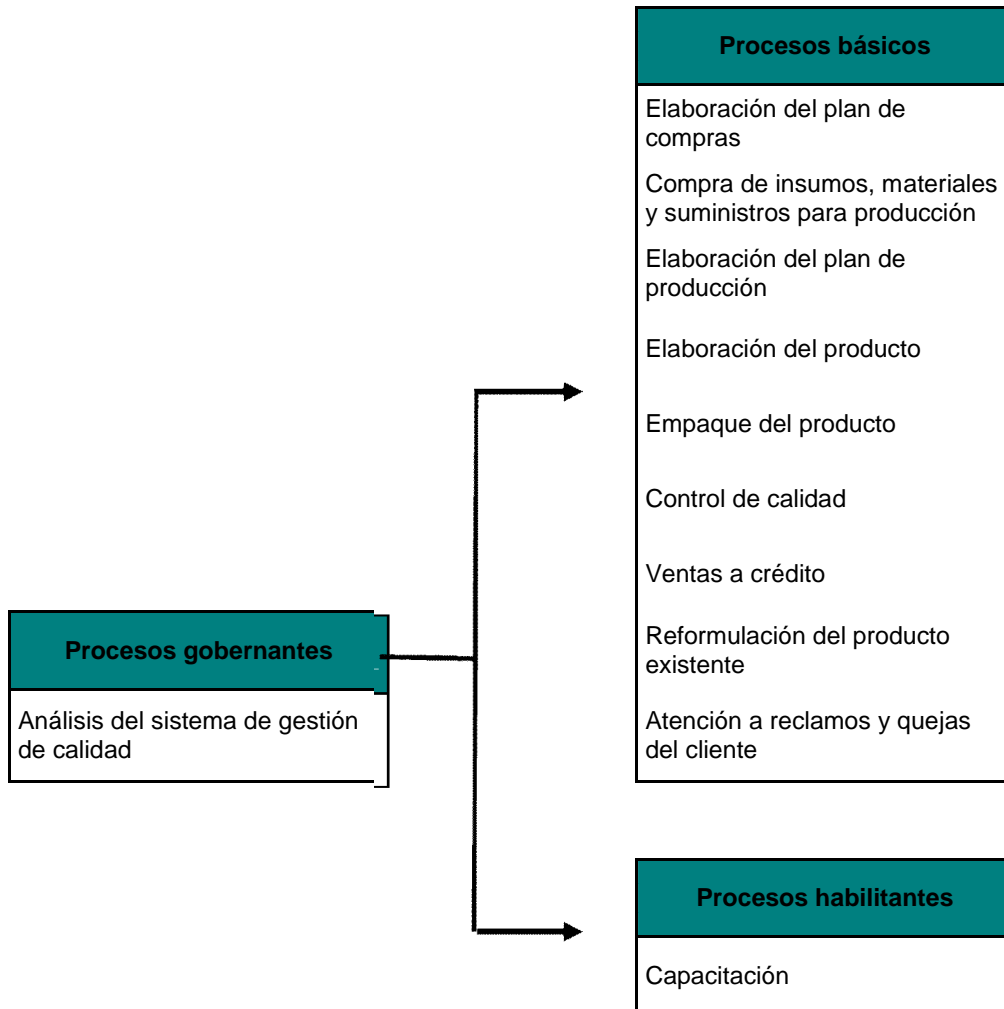 Procesos básicos
Elaboración del plan de
compras
Compra de insumos, materiales
y suministros para producción
Elaboración del plan de
producción
Elaboración del producto
Empaque del producto
Control de calidad
Ventas a crédito
Reformulación del producto
existente
Atención a reclamos y quejas
del cliente
Procesos gobernantes
Análisis del sistema de gestión
de calidad
Procesos habilitantes
Capacitación